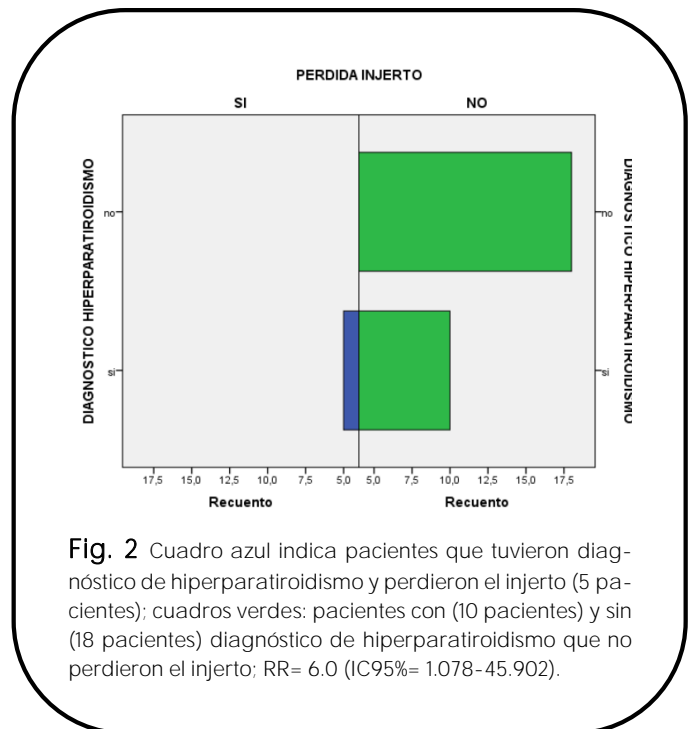 PERDIDA INJERTO
SI NO
DIAGNOSTICO HIPERPARATIROIDISMO
no
si
no
si
DIAGNOSTICO HIPERPARATIROIDISMO
17,5 15,0 12,5 10,0 7,5 5,0 5,0 7,5 10,0 12,5 15,0 17,5
Recuento Recuento
Fig. 2 Cuadro azul indica pacientes que tuvieron diag-
nóstico de hiperparatiroidismo y perdieron el injerto (5 pa-
cientes); cuadros verdes: pacientes con (10 pacientes) y sin
(18 pacientes) diagnóstico de hiperparatiroidismo que no
perdieron el injerto; RR= 6.0 (IC95%= 1.078-45.902).